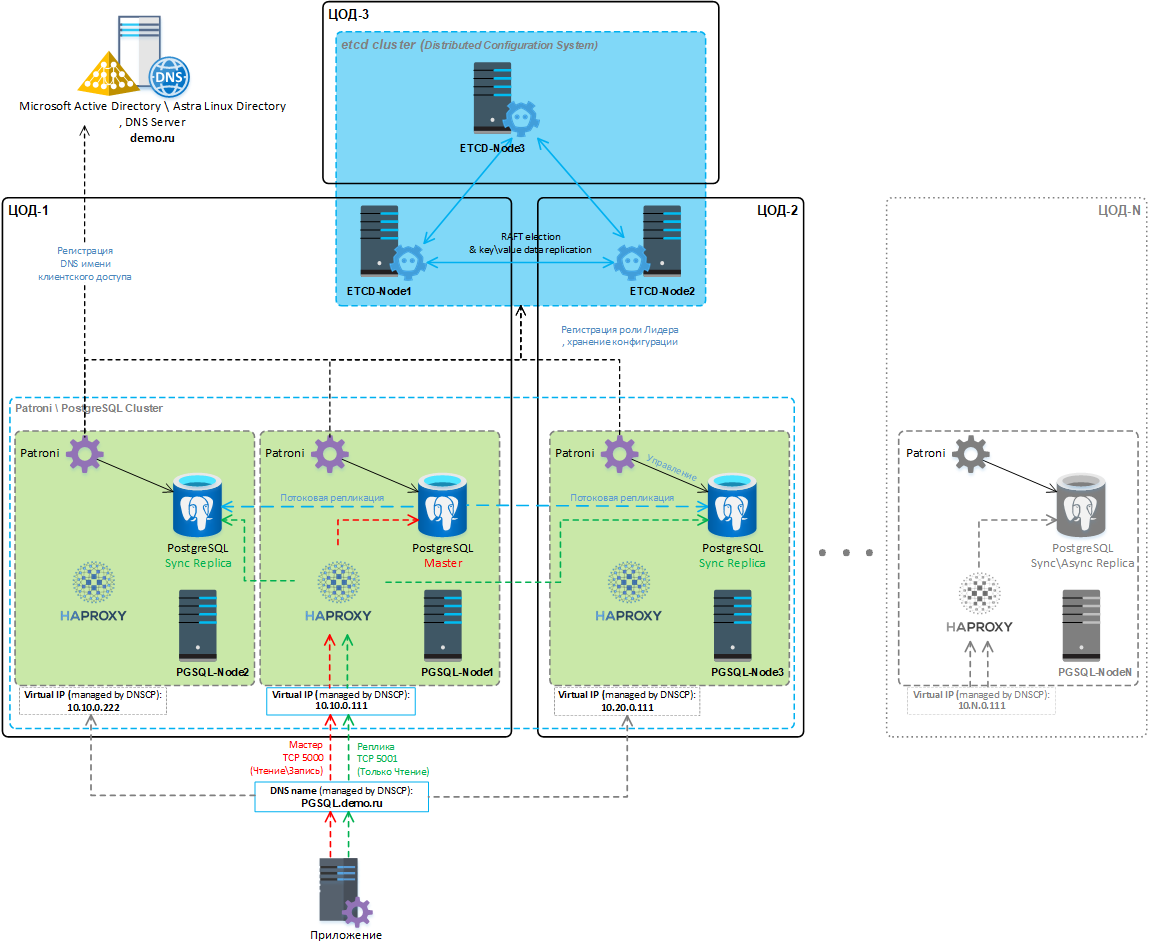 ЦОД-3
etcd cluster (Distributed Configuration System)
ETCD-Node3
DNS
Microsoft Active Directory \ Astra Linux Directory
, DNS Server
demo.ru
ЦОД-1
ЦОД-2
ЦОД-N
RAFT election
& key\value data replication
ETCD-Node1
ETCD-Node2
Регистрация
DNS имени
клиентского доступа
Регистрация роли Лидера
, хранение конфигурации
Patroni \ PostgreSQL Cluster
Patroni
PostgreSQL
Sync Replica
HAPROXY
PGSQL-Node2
Virtual IP (managed by DNSCP):
10.10.0.222
Patroni
Потоковая репликация
PostgreSQL
Master
HAPROXY
PGSQL-Node1
Virtual IP (managed by DNSCP):
10.10.0.111
Patroni
Управление
Потоковая репликация
PostgreSQL
Sync Replica
HAPROXY
PGSQL-Node3
Virtual IP (managed by DNSCP):
10.20.0.111
Patroni
PostgreSQL
Sync\Async Replica
HAPROXY
PGSQL-NodeN
Virtual IP (managed by DNSCP):
10.N.0.111
Мастер
TCP 5000
(Чтение\Запись)
Реплика
TCP 5001
(Только Чтение)
DNS name (managed by DNSCP):
PGSQL.demo.ru
Приложение